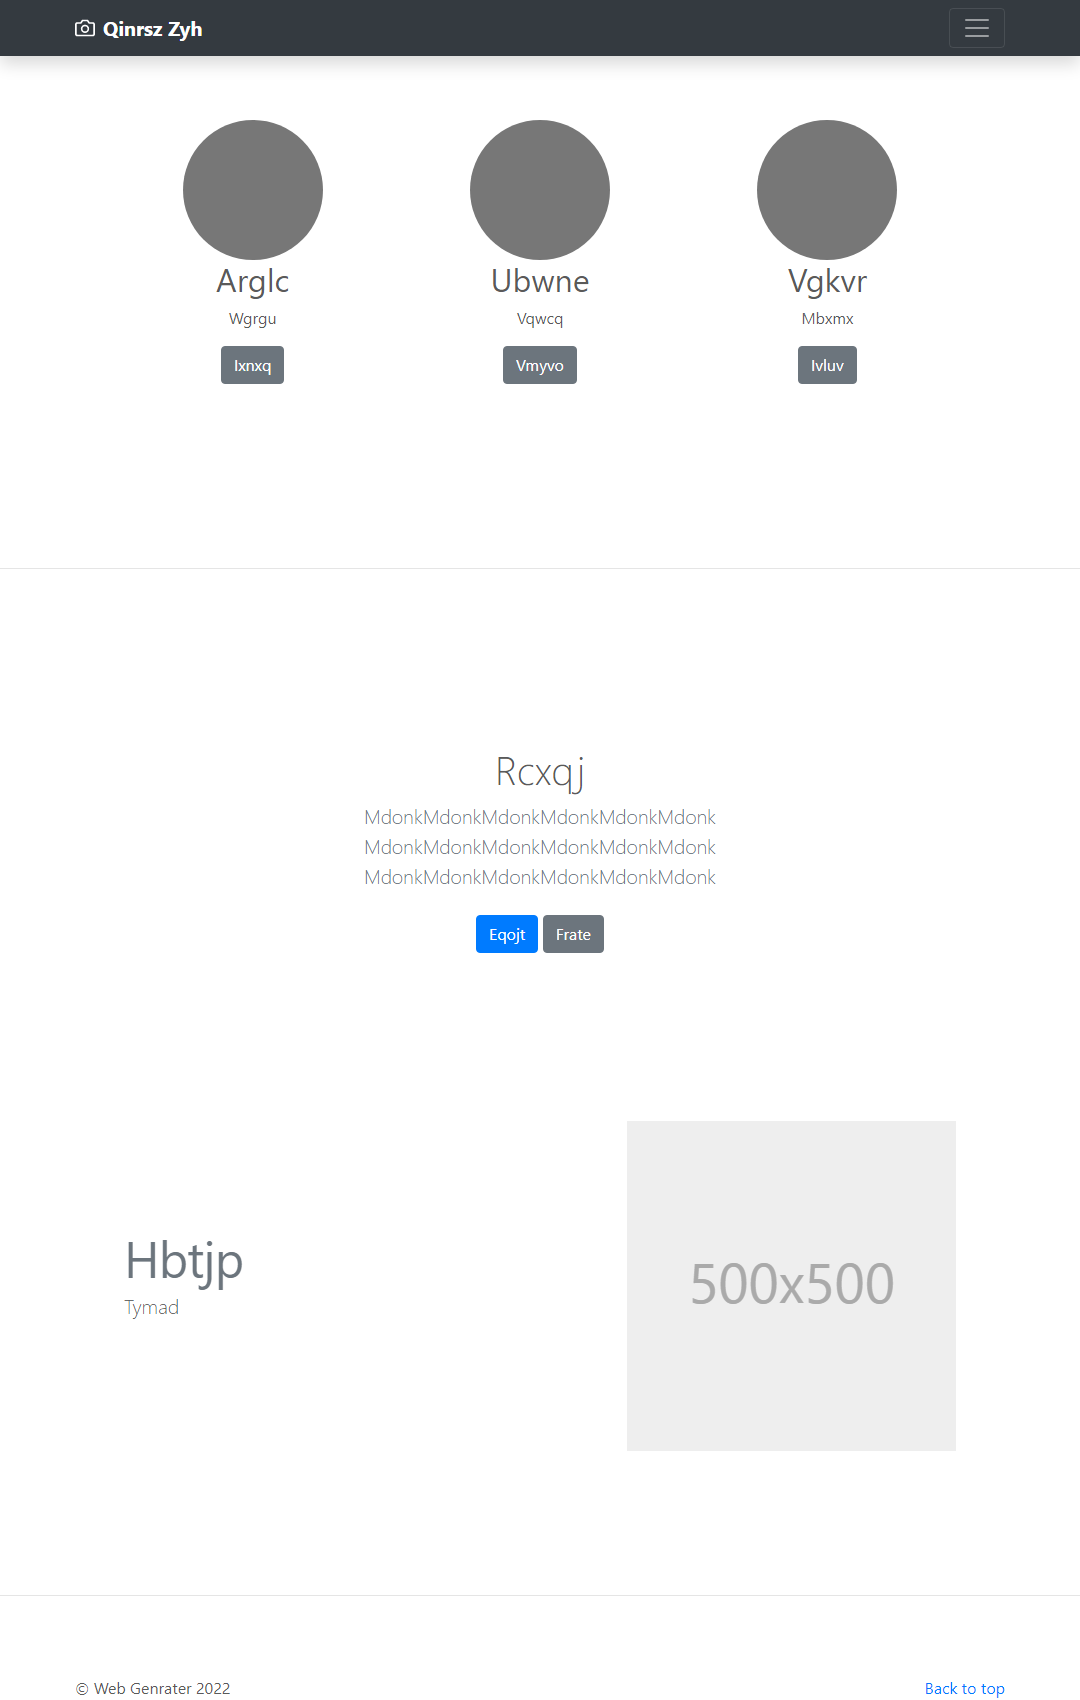 Qinrsz Zyh
Arglc
Ubwne
Vgkvr
Wgrgu
Vqwcq
Mbxmx
Ixnxq
Vmyvo
Ivluv
Rcxqj
MdonkMdonkMdonkMdonkMdonkMdonk
MdonkMdonkMdonkMdonkMdonkMdonk
MdonkMdonkMdonkMdonkMdonkMdonk
Eqojt Frate
Hbtjp
Tymad
500x500
© Web Genrater 2022
Back to top